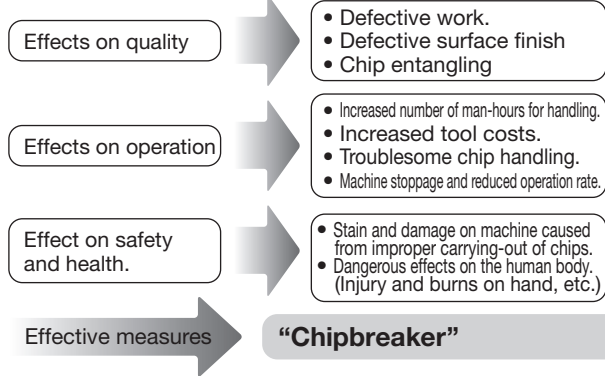 Effects on quality
• Defective work.
• Defective surface finish
• Chip entangling
Effects on operation
• Increased number of man-hours for handling.
• Increased tool costs.
• Troublesome chip handling.
• Machine stoppage and reduced operation rate.
Effect on safety
and health.
• Stain and damage on machine caused
from improper carrying-out of chips.
• Dangerous effects on the human body.
(Injury and burns on hand, etc.)
Effective measures
“Chipbreaker”